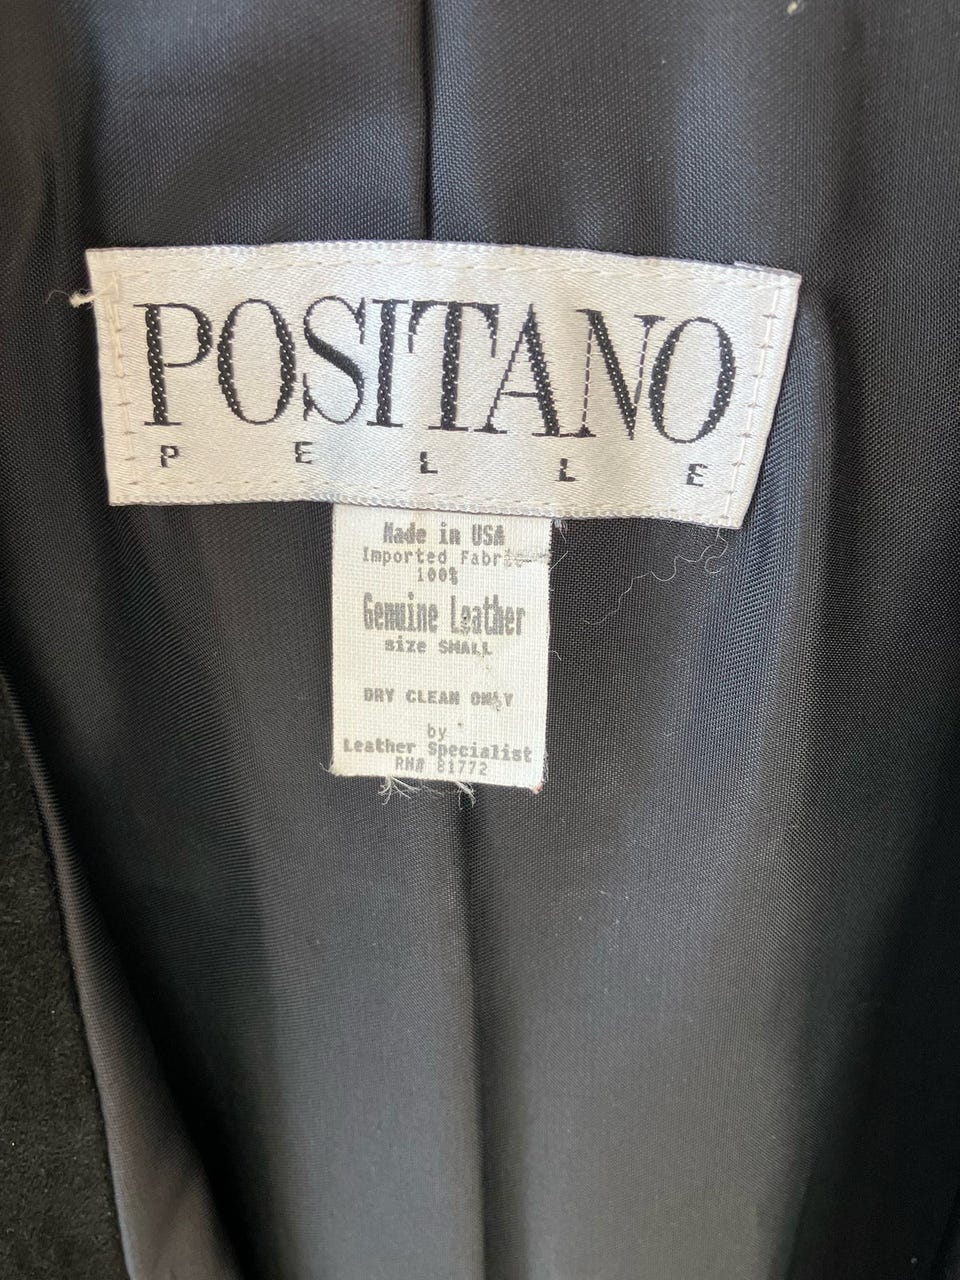 POSITANO
PELLE
Made in USA
Imported Fabric
100%
Genuine Leather
size SMALL
DRY CLEAN ONLY
by
Leather Specialist
RN# 81772